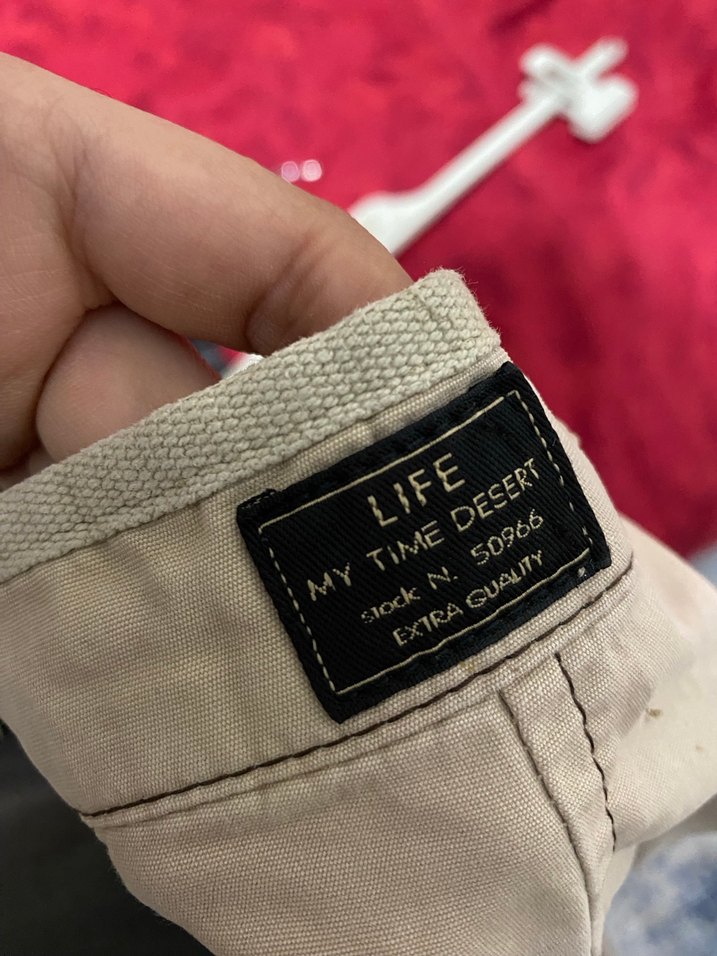 LIFE
MY TIME DESERT
stock N. 50966
EXTRA QUALITY